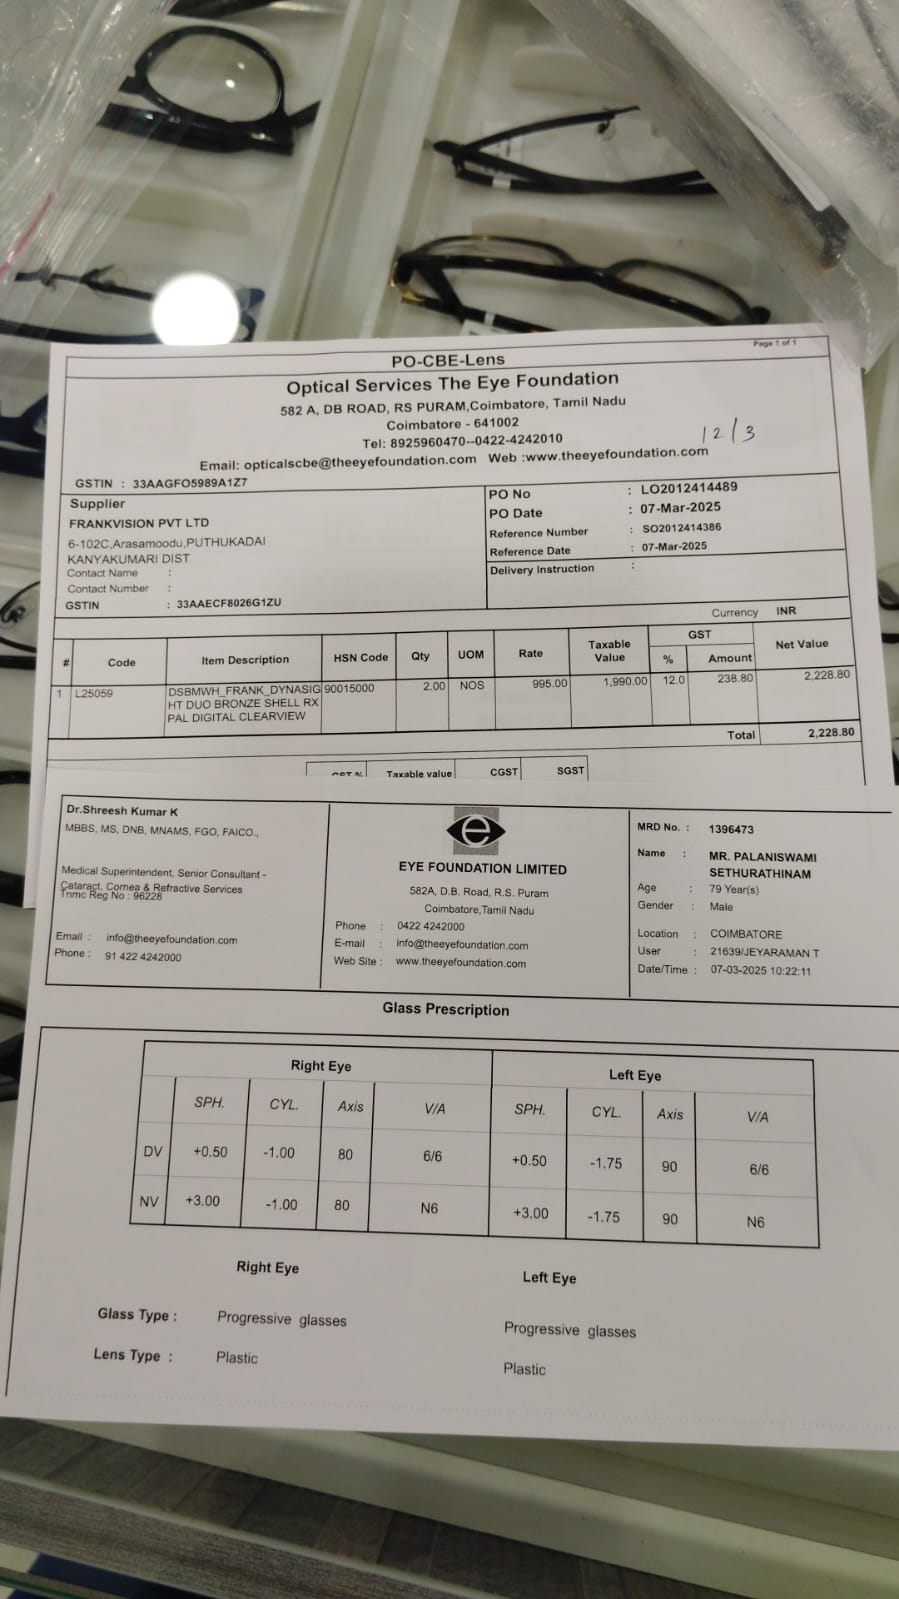 Page 1 of 1
PO-CBE-Lens
Optical Services The Eye Foundation
582 A, DB ROAD, RS PURAM,Coimbatore, Tamil Nadu
Coimbatore - 641002
Tel: 8925960470--0422-4242010
12/3
Email: opticalscbe@theeyefoundation.com Web :www.theeyefoundation.com
GSTIN : 33AAGFO5989A1Z7
Supplier
FRANKVISION PVT LTD
6-102C,Arasamoodu,PUTHUKADAI
KANYAKUMARI DIST
Contact Name :
Contact Number :
GSTIN : 33AAECF8026G1ZU
PO No : LO2012414489
PO Date : 07-Mar-2025
Reference Number : SO2012414386
Reference Date : 07-Mar-2025
Delivery Instruction :
Currency INR
# Code Item Description HSN Code Qty UOM Rate Taxable Value GST % Amount Net Value
1 L25059 DSBMWH_FRANK_DYNASIG 90015000 2.00 NOS 995.00 1,990.00 12.0 238.80 2,228.80
HT DUO BRONZE SHELL RX
PAL DIGITAL CLEARVIEW
Total 2,228.80
GST % Taxable value CGST SGST
Dr.Shreesh Kumar K
MBBS, MS, DNB, MNAMS, FGO, FAICO.,
Medical Superintendent, Senior Consultant -
Cataract, Cornea & Refractive Services
Tnmc Reg No : 96228
Email : info@theeyefoundation.com
Phone : 91 422 4242000
e
EYE FOUNDATION LIMITED
582A, D.B. Road, R.S. Puram
Coimbatore,Tamil Nadu
Phone : 0422 4242000
E-mail : info@theeyefoundation.com
Web Site : www.theeyefoundation.com
MRD No. : 1396473
Name : MR. PALANISWAMI
SETHURATHINAM
Age : 79 Year(s)
Gender : Male
Location : COIMBATORE
User : 21639/JEYARAMAN T
Date/Time : 07-03-2025 10:22:11
Glass Prescription
Right Eye Left Eye
SPH. CYL. Axis V/A SPH. CYL. Axis V/A
DV +0.50 -1.00 80 6/6 +0.50 -1.75 90 6/6
NV +3.00 -1.00 80 N6 +3.00 -1.75 90 N6
Right Eye Left Eye
Glass Type : Progressive glasses Progressive glasses
Lens Type : Plastic Plastic